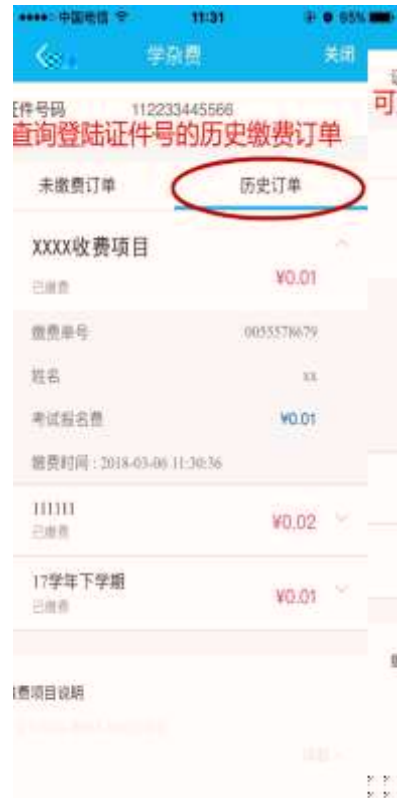 中国电信 11:31 95%
学杂费 关闭
证件号码 112233445566
查询登陆证件号的历史缴费订单
可
未缴费订单 历史订单
XXXX收费项目
已缴费 ¥0.01
缴费单号 0055578679
姓名 xx
考试报名费 ¥0.01
缴费时间：2018-03-06 11:30:36
111111
已缴费 ¥0.02
17学年下学期
已缴费 ¥0.01
缴费项目说明